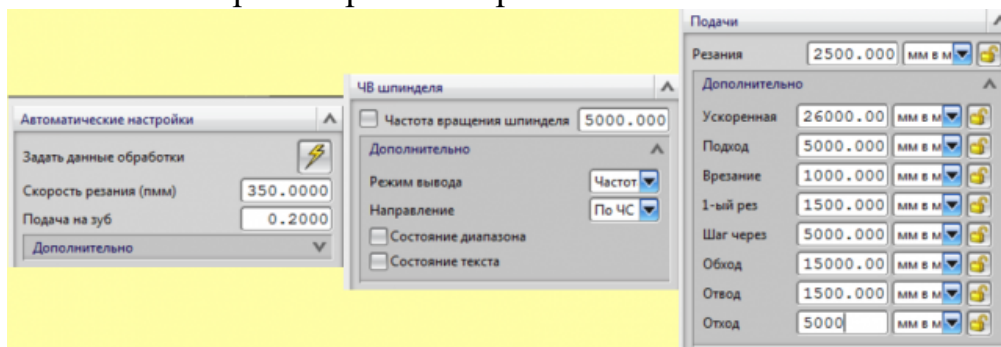 Автоматические настройки
Задать данные обработки
Скорость резания (пмм) 350.0000
Подача на зуб 0.2000
Дополнительно
ЧВ шпинделя
Частота вращения шпинделя 5000.000
Дополнительно
Режим вывода Частот
Направление По ЧС
Состояние диапазона
Состояние текста
Подачи
Резания 2500.000 мм в м
Дополнительно
Ускоренная 26000.00 мм в м
Подход 5000.000 мм в м
Врезание 1000.000 мм в м
1-ый рез 1500.000 мм в м
Шаг через 5000.000 мм в м
Обход 15000.00 мм в м
Отвод 1500.000 мм в м
Отход 5000 мм в м